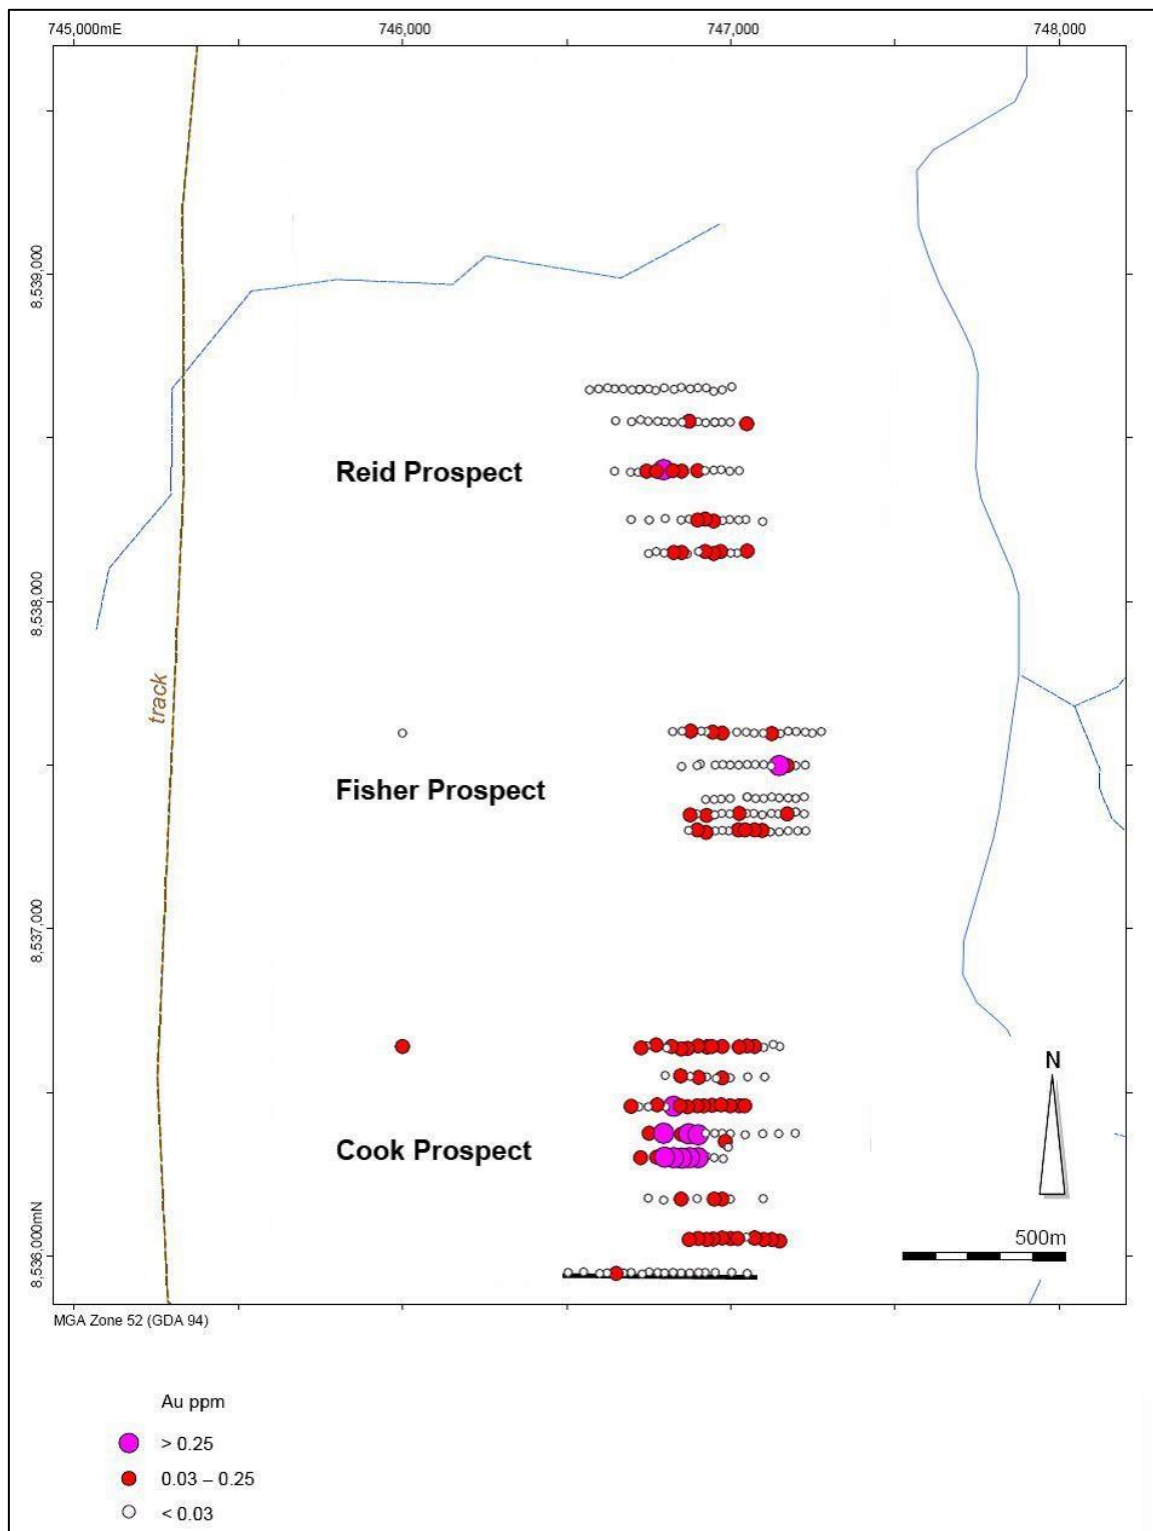 745,000mE
746,000
747,000
748,000
8,539,000
Reid Prospect
8,538,000
track
Fisher Prospect
8,537,000
N
Cook Prospect
8,536,000mN
500m
MGA Zone 52 (GDA 94)
Au ppm
> 0.25
0.03 – 0.25
< 0.03